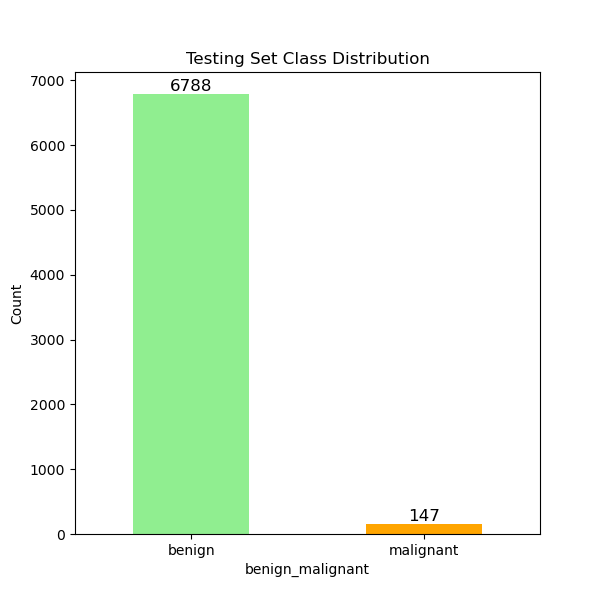 Testing Set Class Distribution
6788
147
7000
6000
5000
4000
3000
2000
1000
0
Count
benign
malignant
benign_malignant